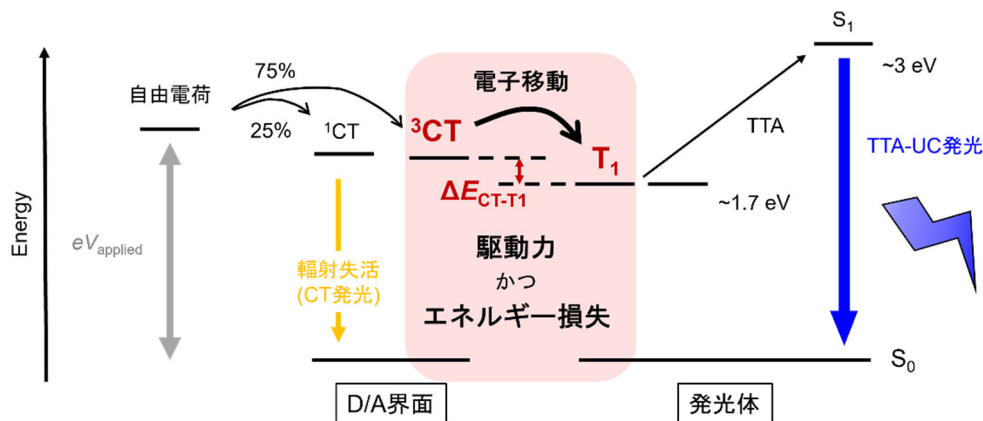 Energy
自由電荷
eVapplied
75%
25%
¹CT
輻射失活
(CT発光)
電子移動
³CT
T₁
ΔE_CT-T1
駆動力
かつ
エネルギー損失
~1.7 eV
TTA
S₁
~3 eV
TTA-UC発光
S₀
D/A界面
発光体